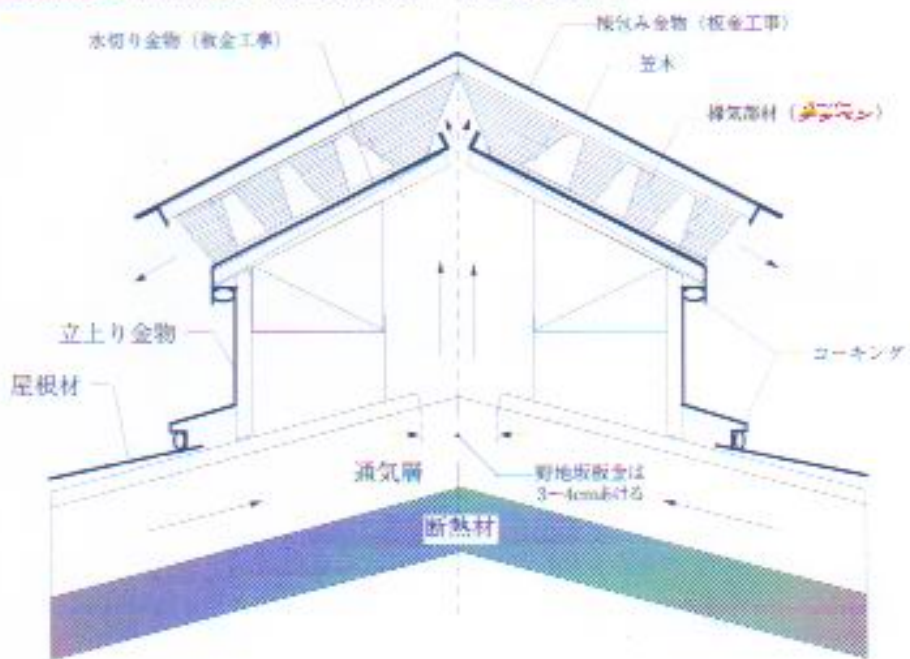 水切り金物（板金工事）
棟包み金物（板金工事）
笠木
換気部材（
立上り金物
屋根材
コーキング
通気層
野地坂板金は
3〜4cmあける
断熱材